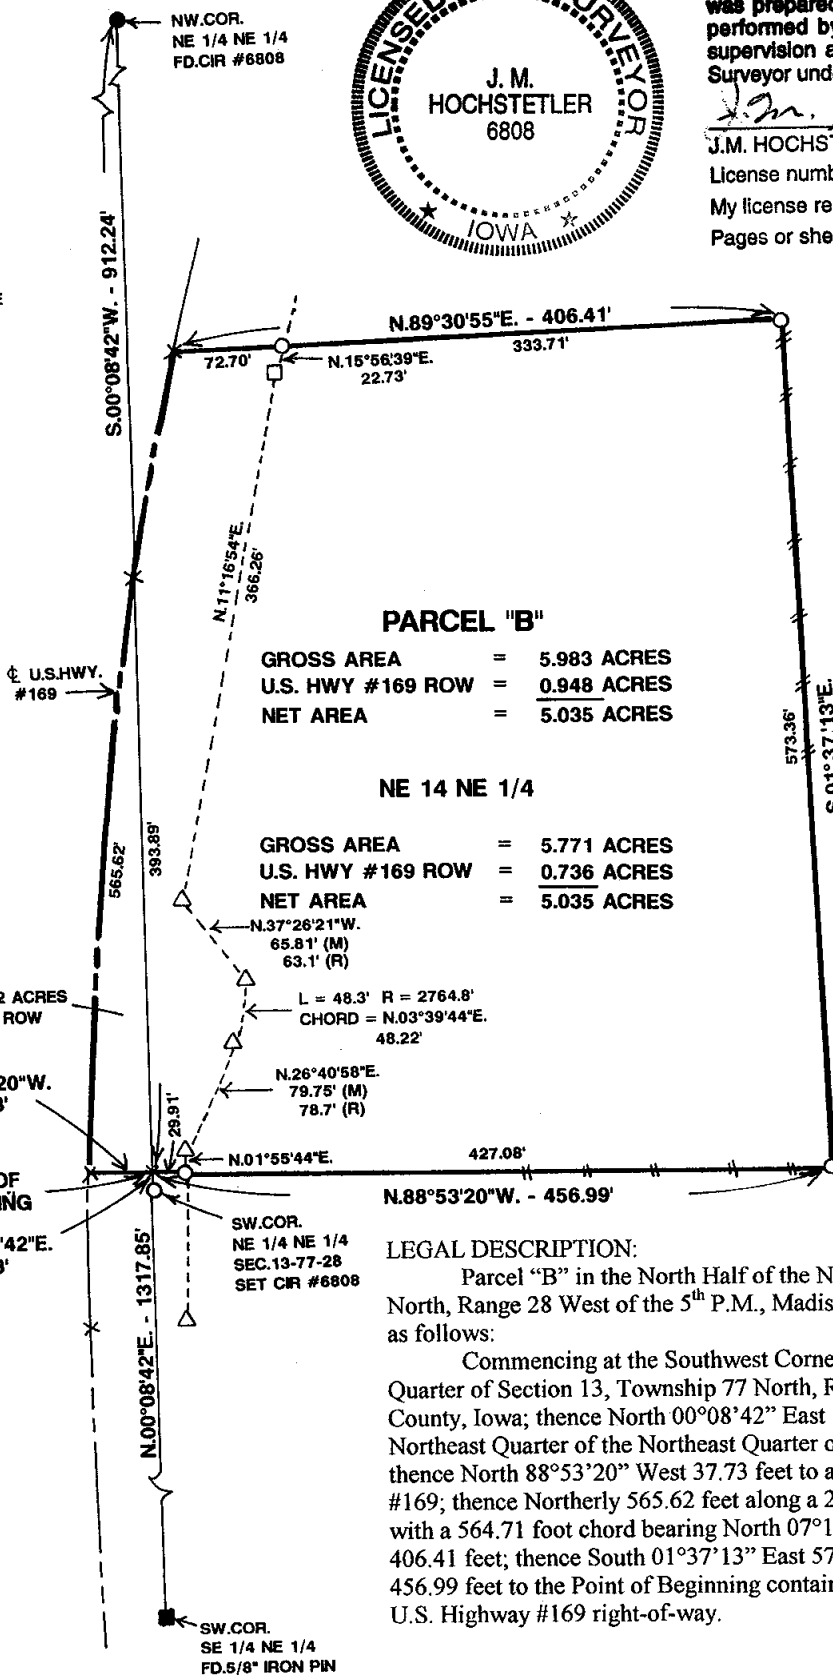 NW.COR.
NE 1/4 NE 1/4
FD.CIR #6808
LICENSED
SURVEYOR
J. M.
HOCHSTETLER
6808
IOWA
was prepared
performed by
supervision
Surveyor
J.M.
J.M. HOCHST
License numb
My license re
Pages or she
S.00°08'42"W. - 912.24'
N.89°30'55"E. - 406.41'
72.70'
333.71'
N.15°56'39"E.
22.73'
N.11°16'54"E.
366.26'
PARCEL "B"
GROSS AREA = 5.983 ACRES
U.S. HWY #169 ROW = 0.948 ACRES
NET AREA = 5.035 ACRES
℄ U.S.HWY.
#169
573.36'
S.01°37'13"E.
NE 14 NE 1/4
GROSS AREA = 5.771 ACRES
U.S. HWY #169 ROW = 0.736 ACRES
NET AREA = 5.035 ACRES
565.62'
393.89'
N.37°26'21"W.
65.81' (M)
63.1' (R)
2 ACRES
ROW
L = 48.3' R = 2764.8'
CHORD = N.03°39'44"E.
48.22'
N.26°40'58"E.
79.75' (M)
78.7' (R)
20"W.
29.91'
N.01°55'44"E.
427.08'
OF
N.88°53'20"W. - 456.99'
'42"E.
SW.COR.
NE 1/4 NE 1/4
SEC.13-77-28
SET CIR #6808
N.00°08'42"E. - 1317.85'
LEGAL DESCRIPTION:
Parcel “B” in the North Half of the N
North, Range 28 West of the 5th P.M., Madis
as follows:
Commencing at the Southwest Corne
Quarter of Section 13, Township 77 North, R
County, Iowa; thence North 00°08’42” East
Northeast Quarter of the Northeast Quarter o
thence North 88°53’20” West 37.73 feet to a
#169; thence Northerly 565.62 feet along a 2
with a 564.71 foot chord bearing North 07°1
406.41 feet; thence South 01°37’13” East 57
456.99 feet to the Point of Beginning contain
U.S. Highway #169 right-of-way.
SW.COR.
SE 1/4 NE 1/4
FD.5/8" IRON PIN